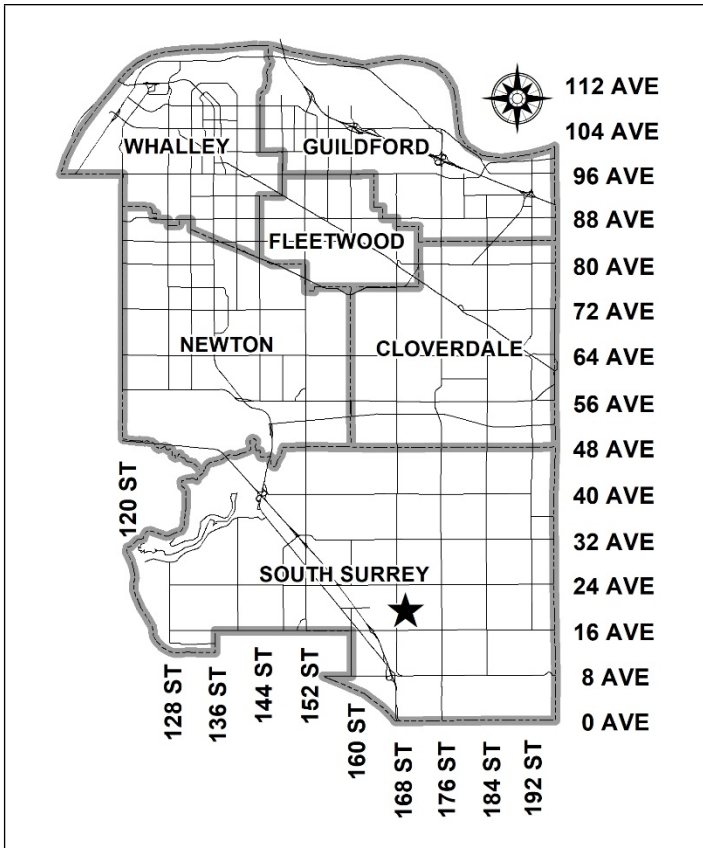 112 AVE
104 AVE
WHALLEY
GUILDFORD
96 AVE
88 AVE
FLEETWOOD
80 AVE
72 AVE
NEWTON
CLOVERDALE
64 AVE
56 AVE
48 AVE
120 ST
40 AVE
32 AVE
SOUTH SURREY
24 AVE
16 AVE
8 AVE
0 AVE
128 ST
136 ST
144 ST
152 ST
160 ST
168 ST
176 ST
184 ST
192 ST